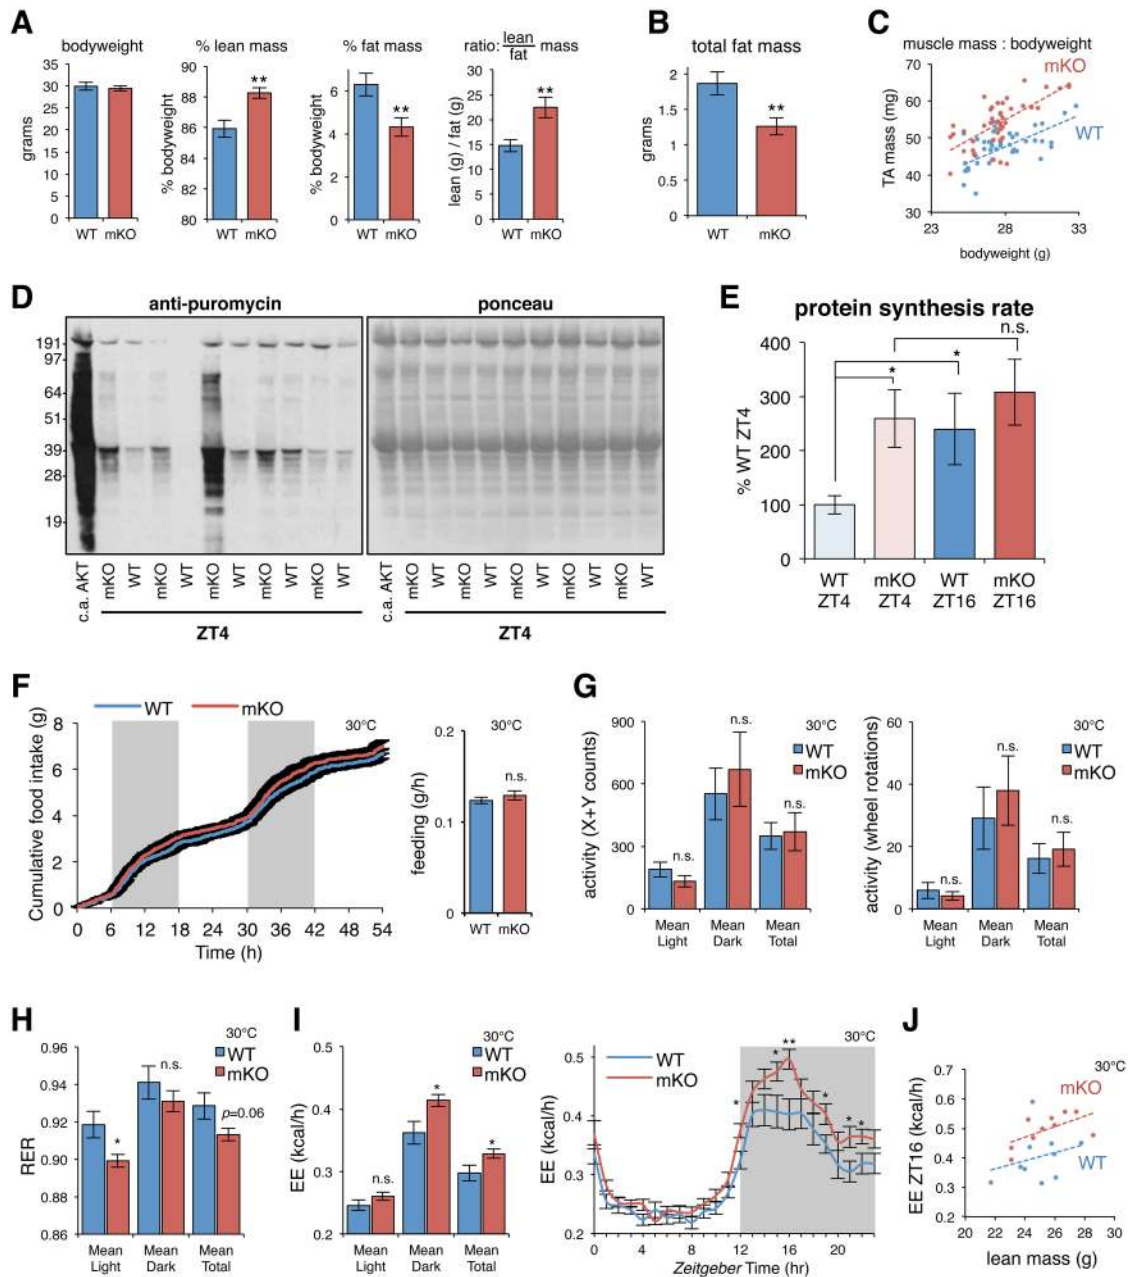 A
bodyweight
% lean mass
% fat mass
ratio: lean/fat mass
grams
35
30
25
20
15
10
5
0
WT mKO
% bodyweight
90
88
86
84
82
80
**
WT mKO
% bodyweight
6
4
2
0
**
WT mKO
lean (g) / fat (g)
30
25
20
15
10
5
0
**
WT mKO
B
total fat mass
grams
2
1.5
1
0.5
0
**
WT
mKO
C
muscle mass : bodyweight
TA mass (mg)
70
60
50
40
30
mKO
WT
23
28
33
bodyweight (g)
D
anti-puromycin
ponceau
191
97
64
51
39
28
19
c.a. AKT
mKO
WT
mKO
WT
mKO
WT
mKO
WT
mKO
WT
ZT4
c.a. AKT
mKO
WT
mKO
WT
mKO
WT
mKO
WT
mKO
WT
ZT4
E
protein synthesis rate
% WT ZT4
400
300
200
100
0
*
*
n.s.
WT mKO WT mKO
ZT4 ZT4 ZT16 ZT16
F
WT
mKO
30°C
Cumulative food intake (g)
8
6
4
2
0
0 6 12 18 24 30 36 42 48 54
Time (h)
30°C
feeding (g/h)
0.2
0.1
0
n.s.
WT mKO
G
30°C
WT
mKO
activity (X+Y counts)
900
600
300
0
n.s.
n.s.
n.s.
Mean Mean Mean
Light Dark Total
30°C
WT
mKO
activity (wheel rotations)
60
40
20
0
n.s.
n.s.
n.s.
Mean Mean Mean
Light Dark Total
H
30°C
WT
mKO
RER
0.96
0.94
0.92
0.90
0.88
0.86
*
n.s.
p=0.06
Mean Mean Mean
Light Dark Total
I
30°C
WT
mKO
EE (kcal/h)
0.5
0.4
0.3
0.2
n.s.
*
*
Mean Mean Mean
Light Dark Total
30°C
WT
mKO
EE (kcal/h)
0.5
0.4
0.3
0.2
*
*
**
*
*
*
0 4 8 12 16 20
Zeitgeber Time (hr)
J
30°C
EE ZT16 (kcal/h)
0.7
0.6
0.5
0.4
0.3
0.2
mKO
WT
20 22 24 26 28 30
lean mass (g)